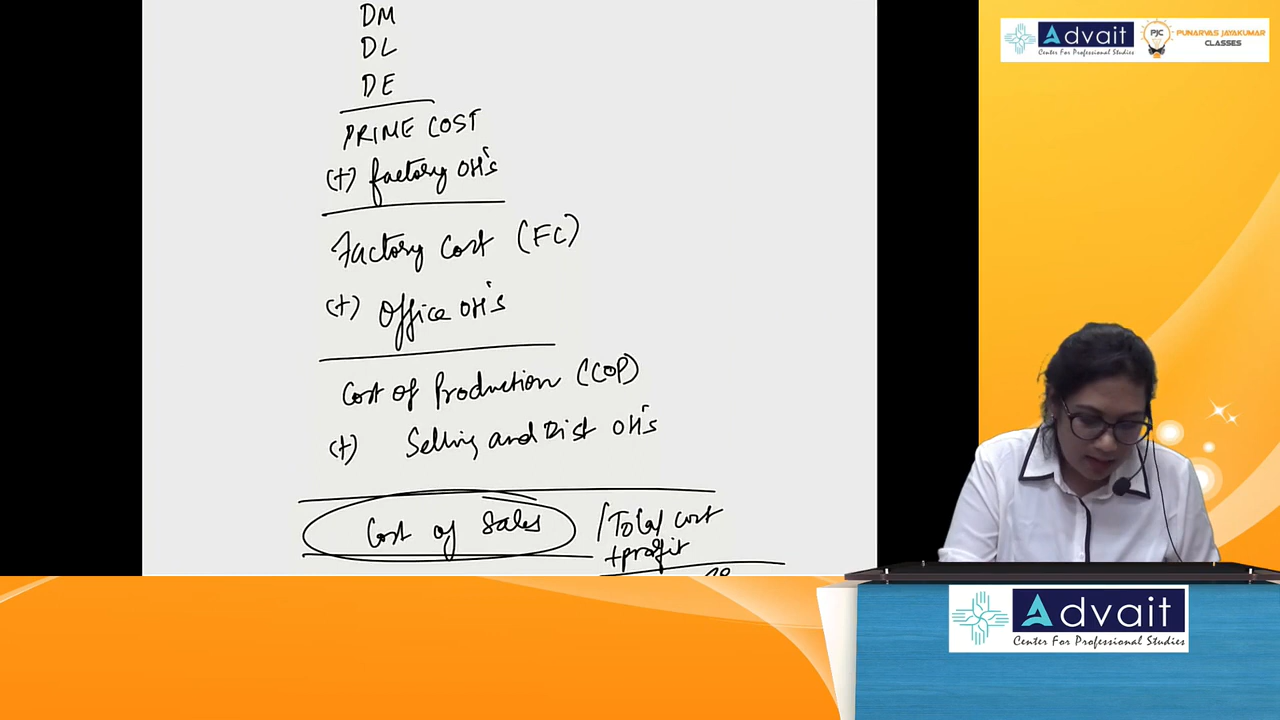 DM
DL
DE
PRIME COST
(+) factory OH's
Factory Cost (FC)
(+) Office OH's
Cost of Production (COP)
(+) Selling and Dist OH's
Cost of Sales / Total cost
+profit
Advait
Center For Professional Studies
PJC
PUNARVAS JAYAKUMAR
CLASSES
Advait
Center For Professional Studies